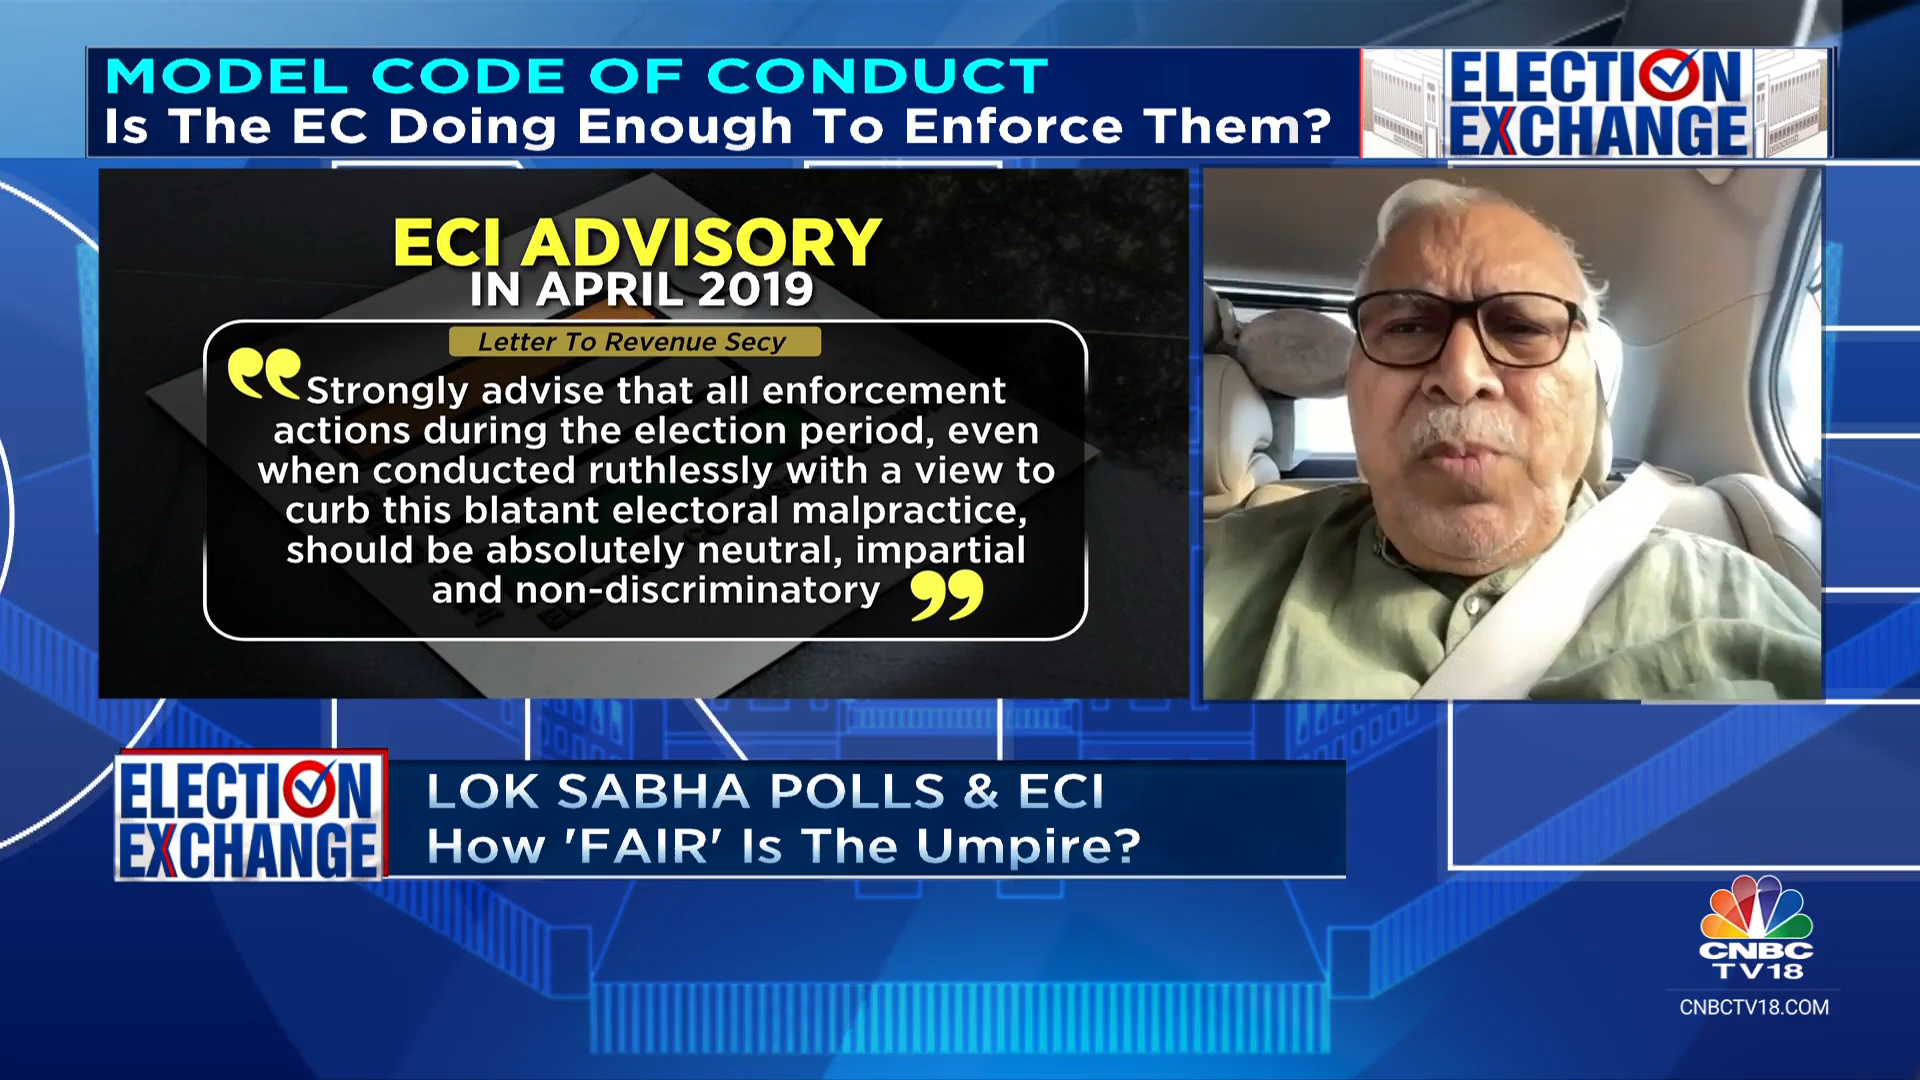 MODEL CODE OF CONDUCT
Is The EC Doing Enough To Enforce Them?
ELECTION
EXCHANGE
ECI ADVISORY
IN APRIL 2019
Letter To Revenue Secy
“Strongly advise that all enforcement
actions during the election period, even
when conducted ruthlessly with a view to
curb this blatant electoral malpractice,
should be absolutely neutral, impartial
and non-discriminatory”
ELECTION
EXCHANGE
LOK SABHA POLLS & ECI
How 'FAIR' Is The Umpire?
CNBC
TV18
CNBCTV18.COM